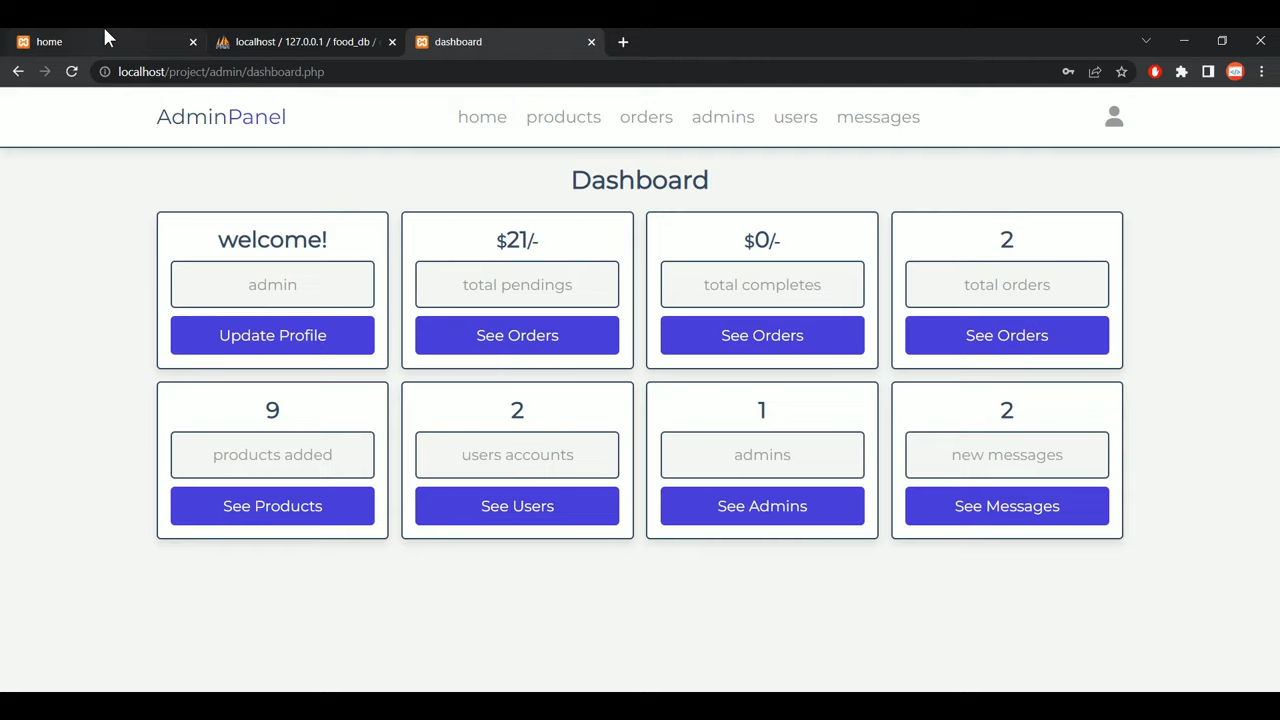 home
localhost / 127.0.0.1 / food_db /
dashboard
localhost/project/admin/dashboard.php
AdminPanel
home products orders admins users messages
Dashboard
welcome!
admin
Update Profile
$21/-
total pendings
See Orders
$0/-
total completes
See Orders
2
total orders
See Orders
9
products added
See Products
2
users accounts
See Users
1
admins
See Admins
2
new messages
See Messages